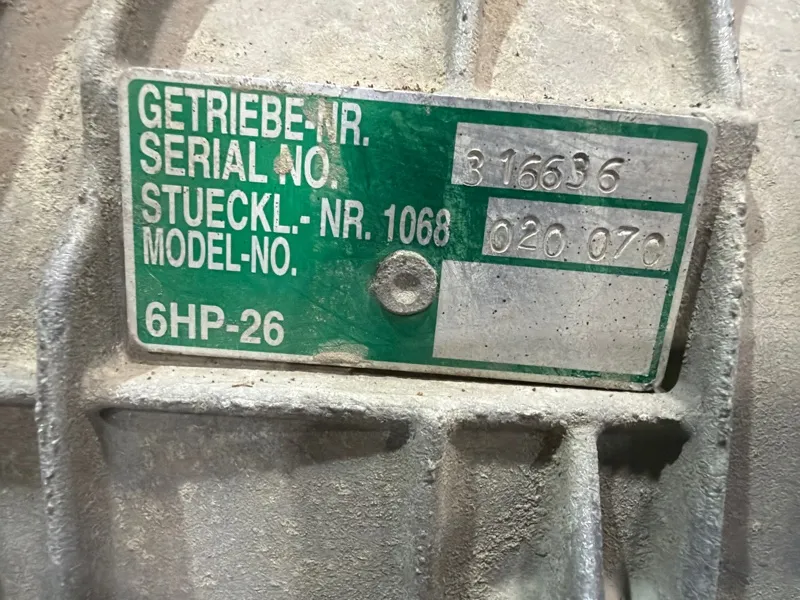 GETRIEBE-NR.
SERIAL NO. 316636
STUECKL.- NR. 1068 020 070
MODEL-NO.
6HP-26